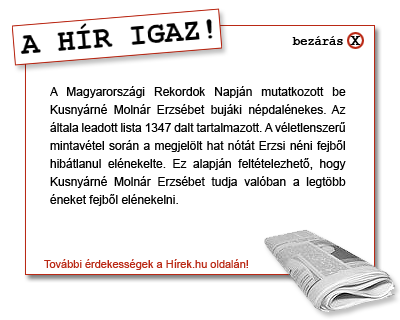 A HÍR IGAZ!
bezárás X
A Magyarországi Rekordok Napján mutatkozott be
Kusnyárné Molnár Erzsébet bujáki népdalénekes. Az
általa leadott lista 1347 dalt tartalmazott. A véletlenszerű
mintavétel során a megjelölt hat nótát Erzsi néni fejből
hibátlanul elénekelte. Ez alapján feltételezhető, hogy
Kusnyárné Molnár Erzsébet tudja valóban a legtöbb
éneket fejből elénekelni.
További érdekességek a Hírek.hu oldalán!